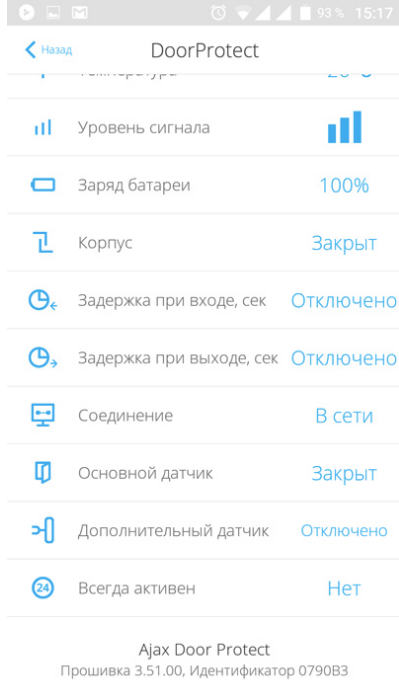 93 % 15:17
Назад DoorProtect
Уровень сигнала
Заряд батареи 100%
Корпус Закрыт
Задержка при входе, сек Отключено
Задержка при выходе, сек Отключено
Соединение В сети
Основной датчик Закрыт
Дополнительный датчик Отключено
24 Всегда активен Нет
Ajax Door Protect
Прошивка 3.51.00, Идентификатор 0790B3